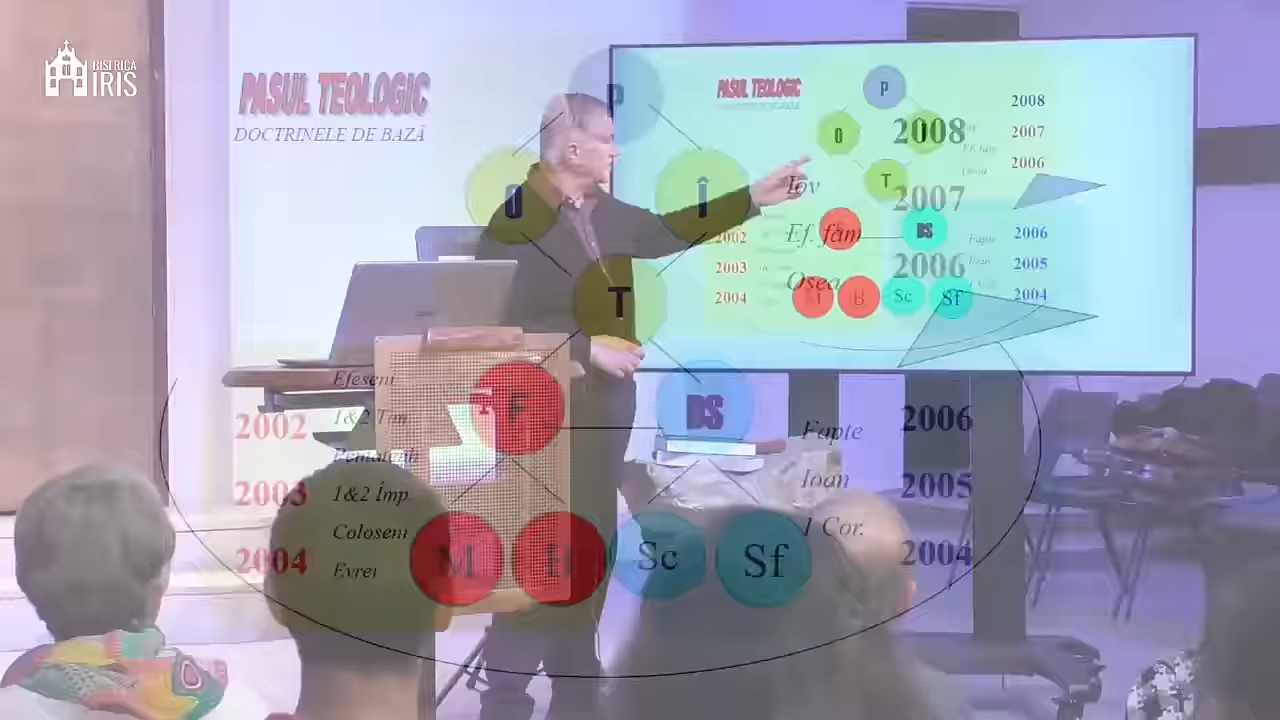 BISERICA
IRIS
PASUL TEOLOGIC
DOCTRINELE DE BAZĂ
P
O
Î
T
F
DS
M
B
Sc
Sf
Iov
Ef. fam
Osea
2008
2007
2006
Efeseni
1&2 Tim.
1&2 Împ.
Coloseni
Evrei
2002
2003
2004
Fapte
Ioan
1 Cor.
2006
2005
2004
PASUL TEOLOGIC
P
O
T
DS
B
Sc
Sf
2008
2007
2006
2002
2003
2004
Fapte
2006
2005
2004